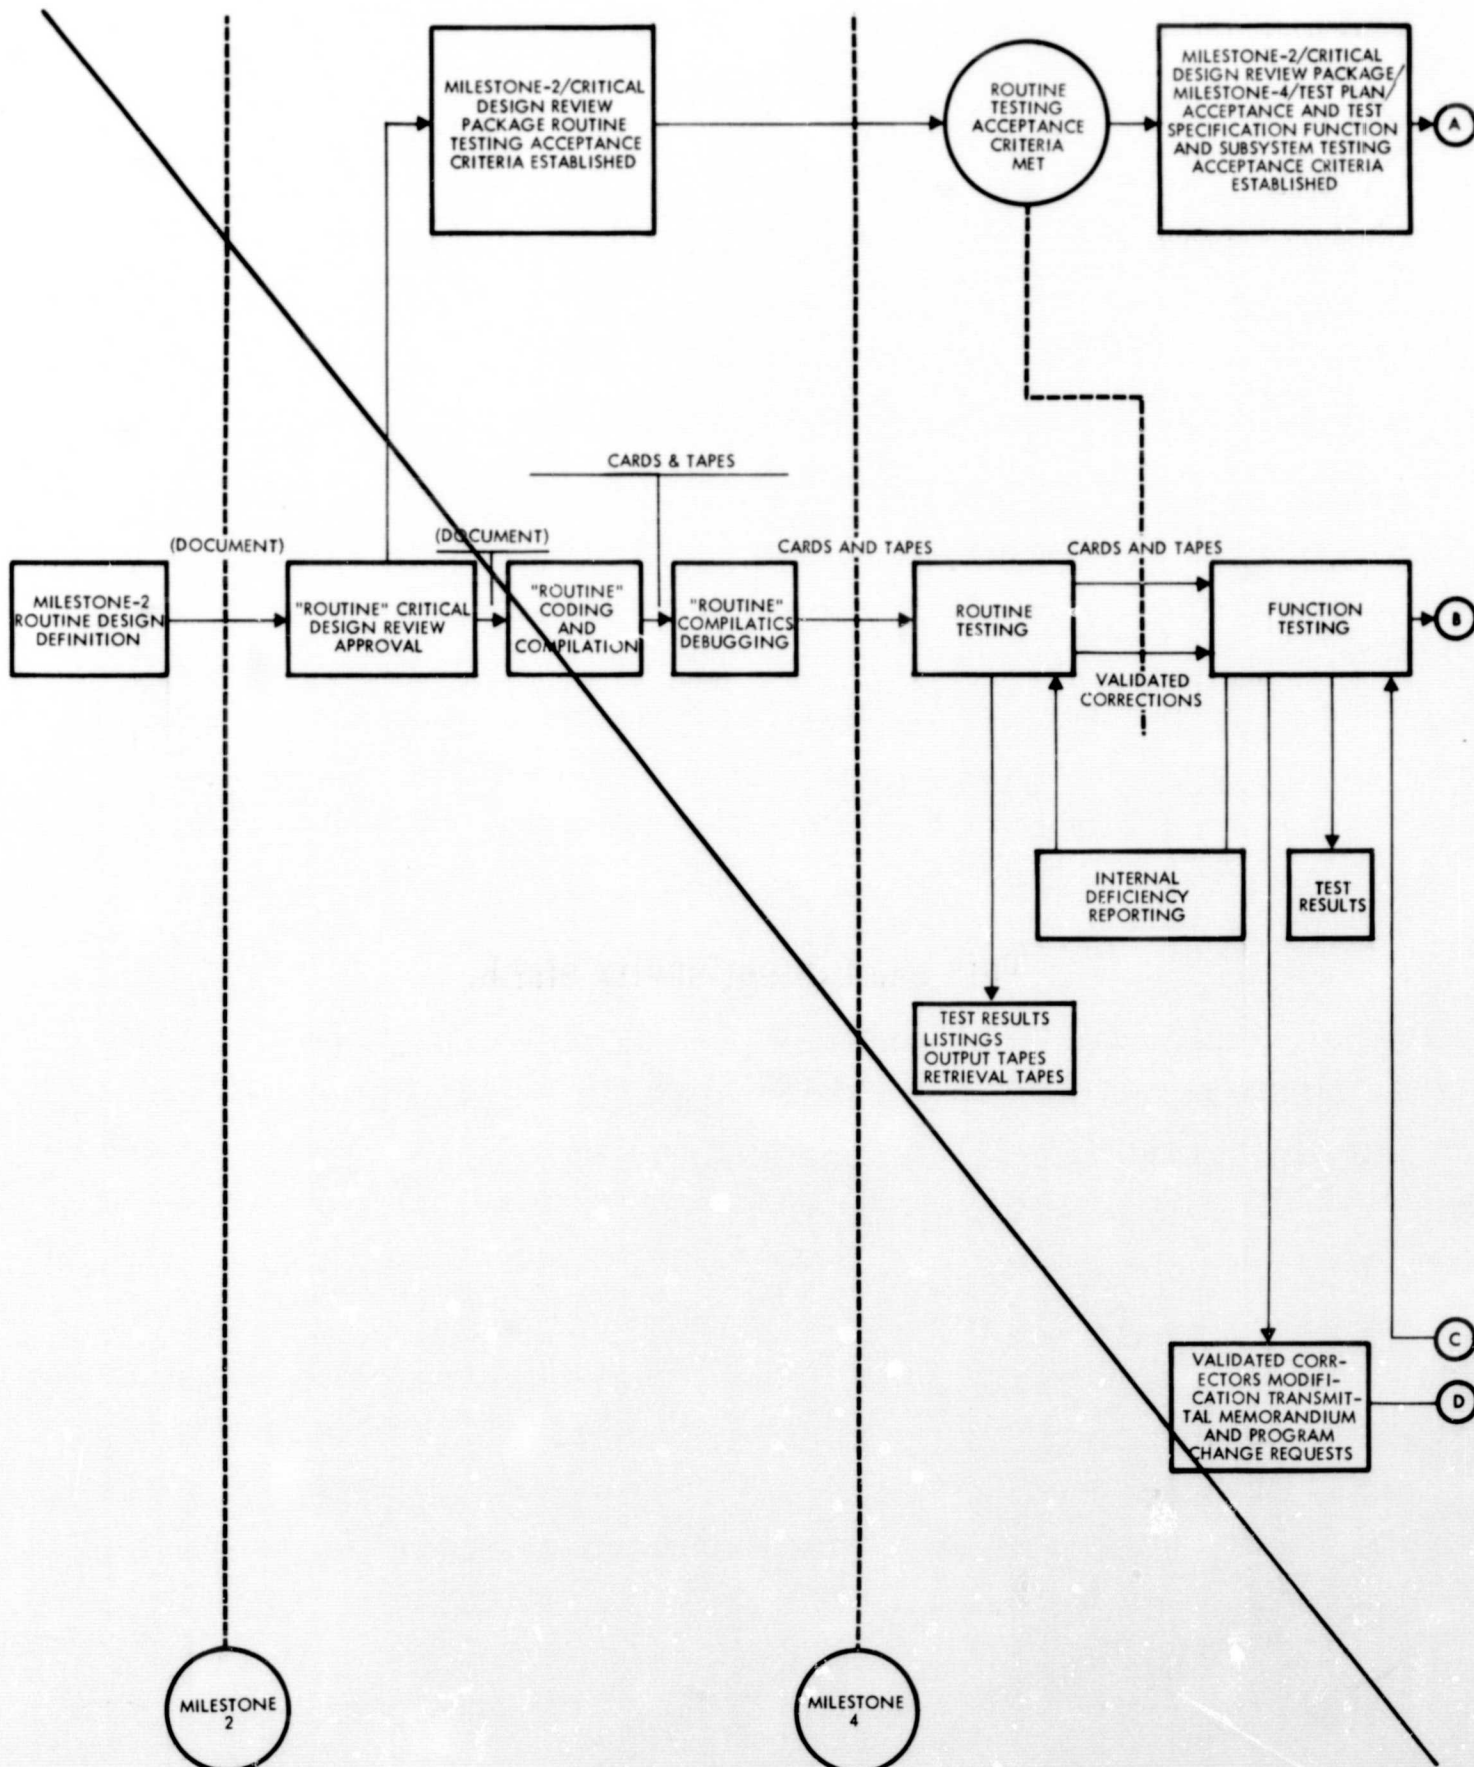 MILESTONE-2/CRITICAL
DESIGN REVIEW
PACKAGE ROUTINE
TESTING ACCEPTANCE
CRITERIA ESTABLISHED
ROUTINE
TESTING
ACCEPTANCE
CRITERIA
MET
MILESTONE-2/CRITICAL
DESIGN REVIEW PACKAGE/
MILESTONE-4/TEST PLAN/
ACCEPTANCE AND TEST
SPECIFICATION FUNCTION
AND SUBSYSTEM TESTING
ACCEPTANCE CRITERIA
ESTABLISHED
A
CARDS & TAPES
(DOCUMENT)
(DOCUMENT)
CARDS AND TAPES
CARDS AND TAPES
MILESTONE-2
ROUTINE DESIGN
DEFINITION
"ROUTINE" CRITICAL
DESIGN REVIEW
APPROVAL
"ROUTINE"
CODING
AND
COMPILATION
"ROUTINE"
COMPILATICS
DEBUGGING
ROUTINE
TESTING
FUNCTION
TESTING
B
VALIDATED
CORRECTIONS
INTERNAL
DEFICIENCY
REPORTING
TEST
RESULTS
TEST RESULTS
LISTINGS
OUTPUT TAPES
RETRIEVAL TAPES
C
VALIDATED CORR-
ECTORS MODIFI-
CATION TRANSMIT-
TAL MEMORANDIUM
AND PROGRAM
CHANGE REQUESTS
D
MILESTONE
2
MILESTONE
4